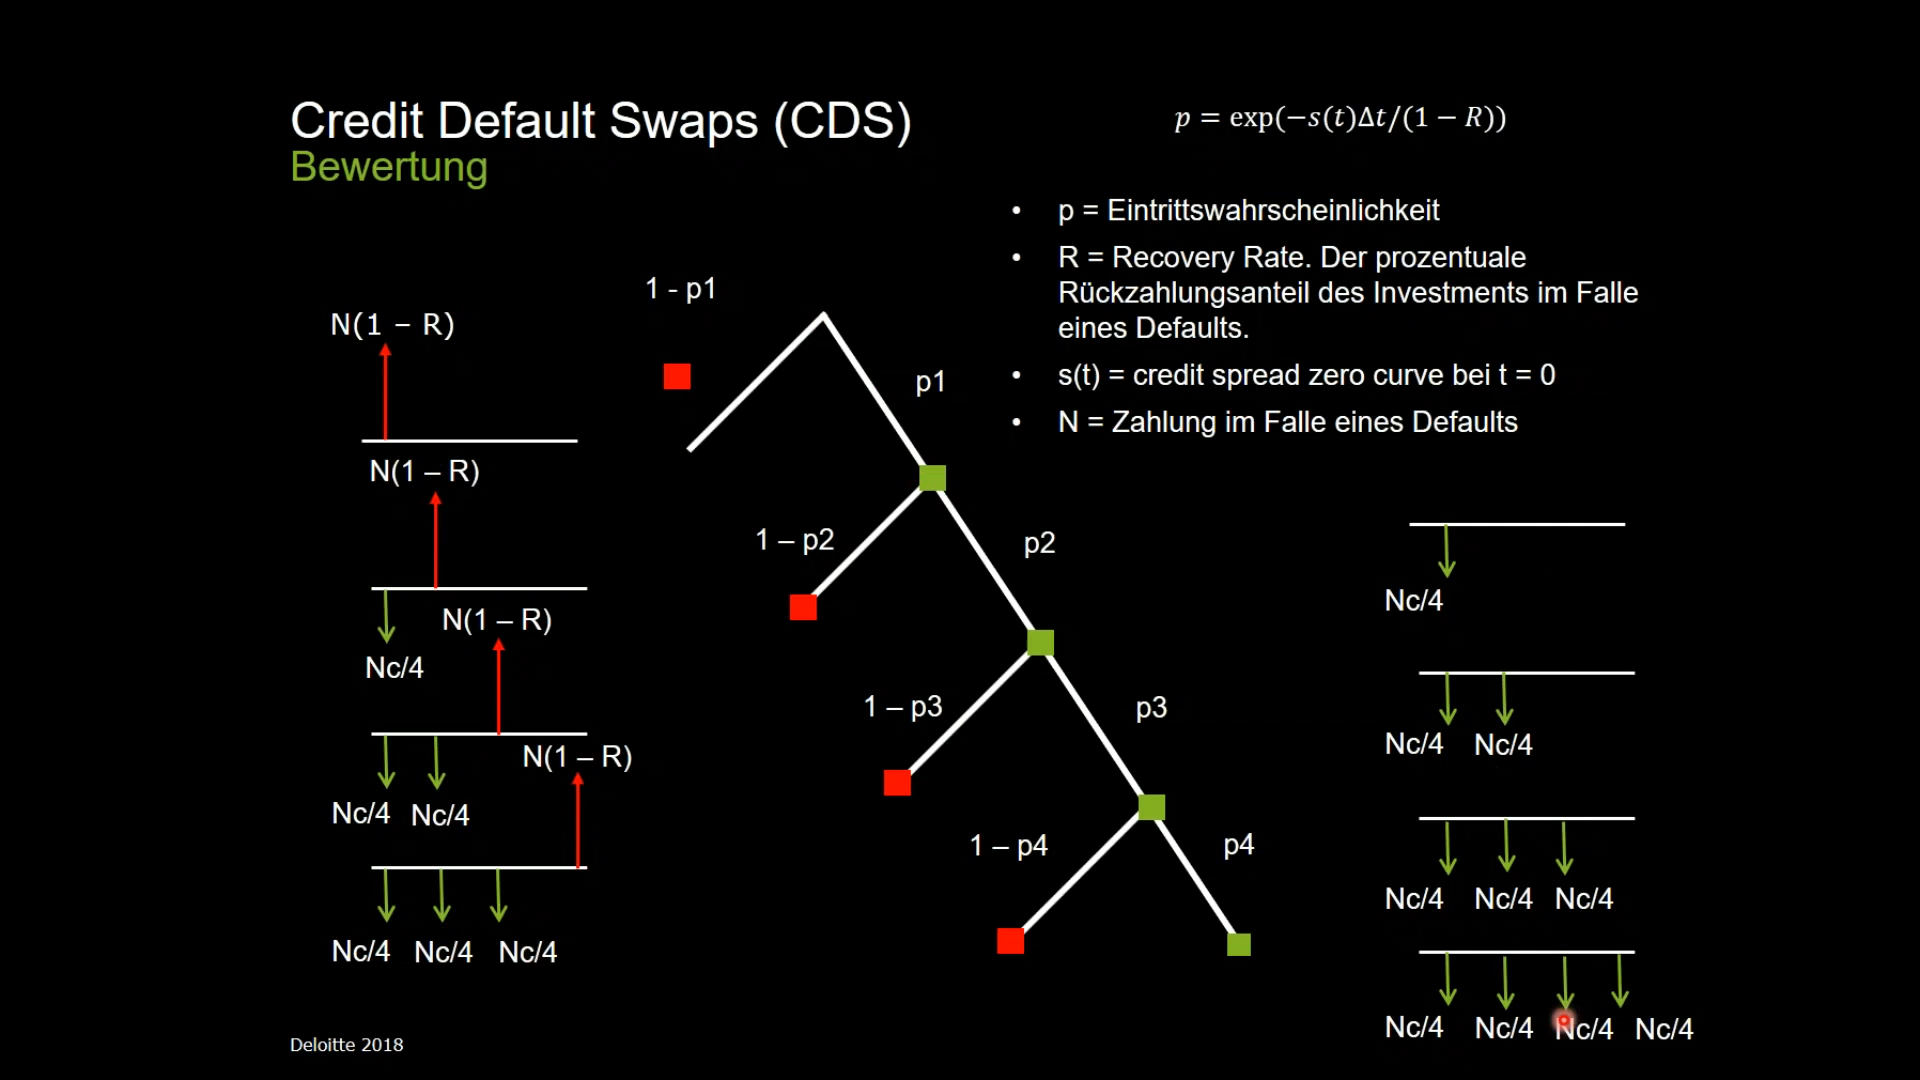 Credit Default Swaps (CDS)
Bewertung
p = exp(−s(t)Δt/(1 − R))
• p = Eintrittswahrscheinlichkeit
• R = Recovery Rate. Der prozentuale
Rückzahlungsanteil des Investments im Falle
eines Defaults.
• s(t) = credit spread zero curve bei t = 0
• N = Zahlung im Falle eines Defaults
N(1 − R)
N(1 – R)
Nc/4
N(1 – R)
Nc/4 Nc/4
N(1 – R)
Nc/4 Nc/4 Nc/4
1 - p1
p1
1 – p2
p2
1 – p3
p3
1 – p4
p4
Nc/4
Nc/4 Nc/4
Nc/4 Nc/4 Nc/4
Nc/4 Nc/4 Nc/4 Nc/4
Deloitte 2018